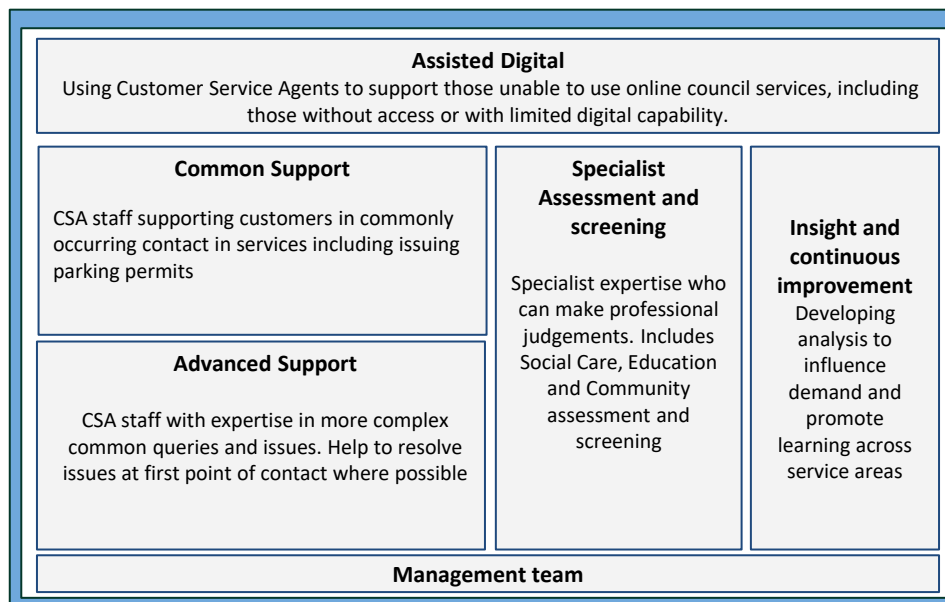 Assisted Digital
Using Customer Service Agents to support those unable to use online council services, including
those without access or with limited digital capability.
Common Support
CSA staff supporting customers in commonly
occurring contact in services including issuing
parking permits
Advanced Support
CSA staff with expertise in more complex
common queries and issues. Help to resolve
issues at first point of contact where possible
Specialist
Assessment and
screening
Specialist expertise who
can make professional
judgements. Includes
Social Care, Education
and Community
assessment and
screening
Insight and
continuous
improvement
Developing
analysis to
influence
demand and
promote
learning across
service areas
Management team